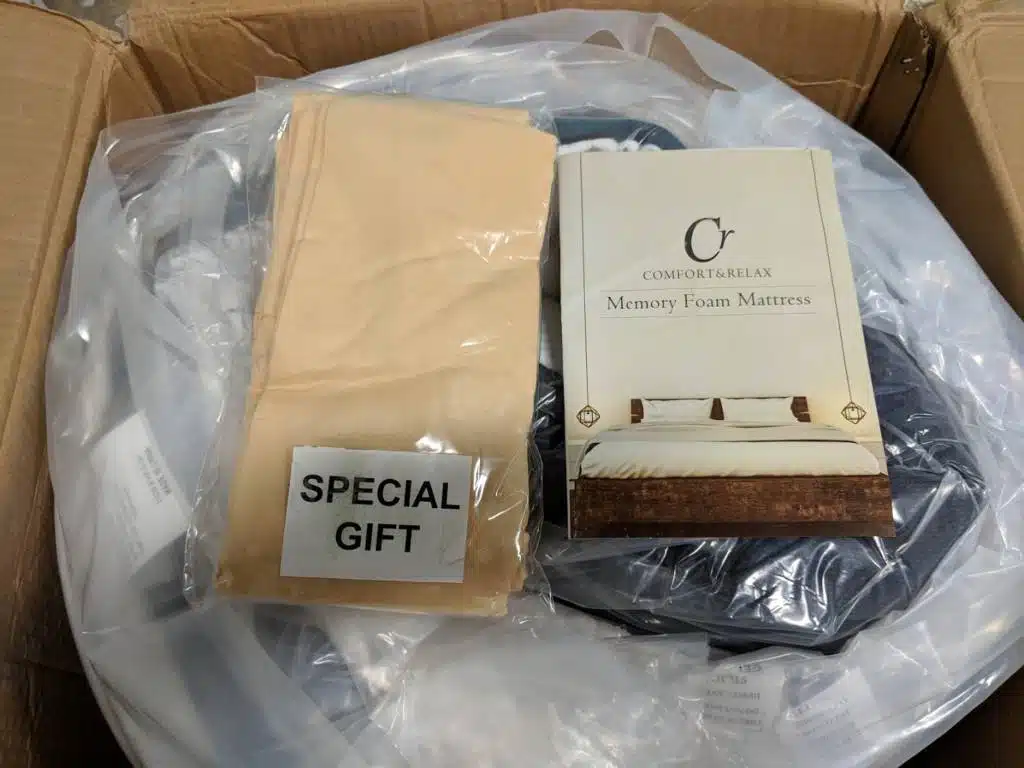 SPECIAL
GIFT
Cr
COMFORT&RELAX
Memory Foam Mattress